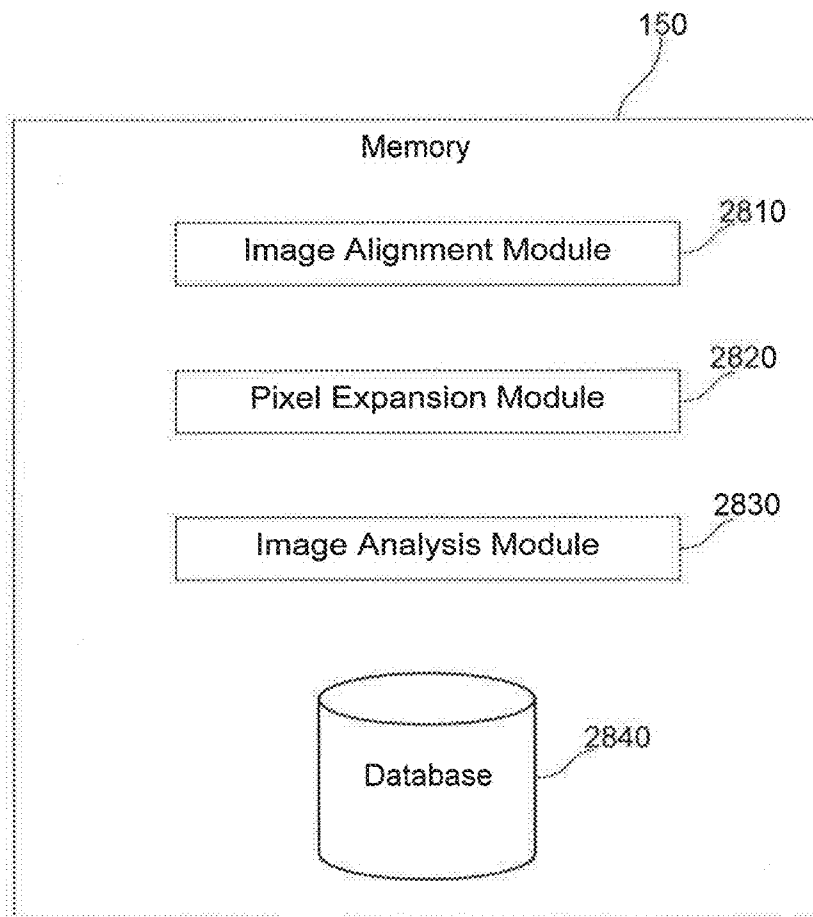 150
Memory
2810
Image Alignment Module
2820
Pixel Expansion Module
2830
Image Analysis Module
2840
Database